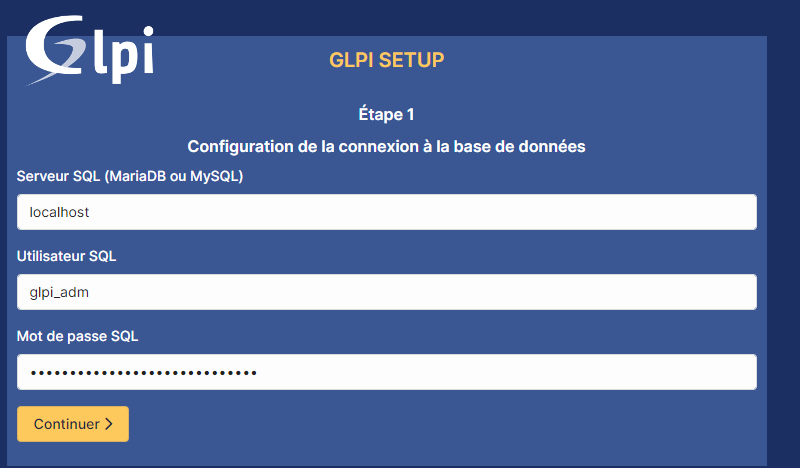 Glpi
GLPI SETUP
Étape 1
Configuration de la connexion à la base de données
Serveur SQL (MariaDB ou MySQL)
localhost
Utilisateur SQL
glpi_adm
Mot de passe SQL
•••••••••••••••••••••••••••••
Continuer